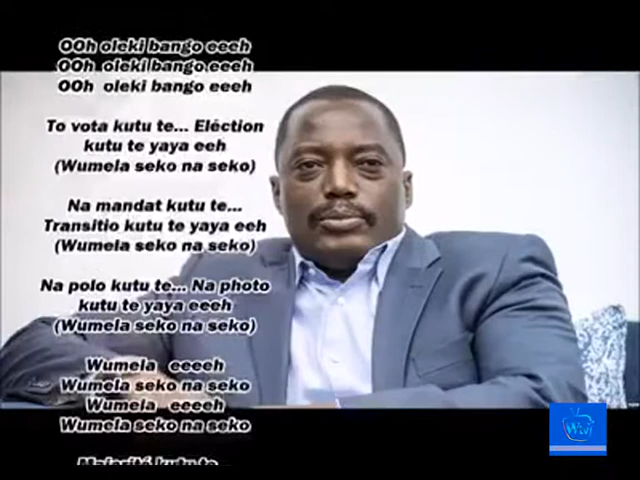 OOh oleki bango eeeh
OOh oleki bango eeeh
OOh oleki bango eeeh
To vota kutu te... Eléction
kutu te yaya eeh
(Wumela seko na seko)
Na mandat kutu te...
Transitio kutu te yaya eeh
(Wumela seko na seko)
Na polo kutu te... Na photo
kutu te yaya eeeh
(Wumela seko na seko)
Wumela eeeeh
Wumela seko na seko
Wumela eeeeh
Wumela seko na seko
Majorité kutu te